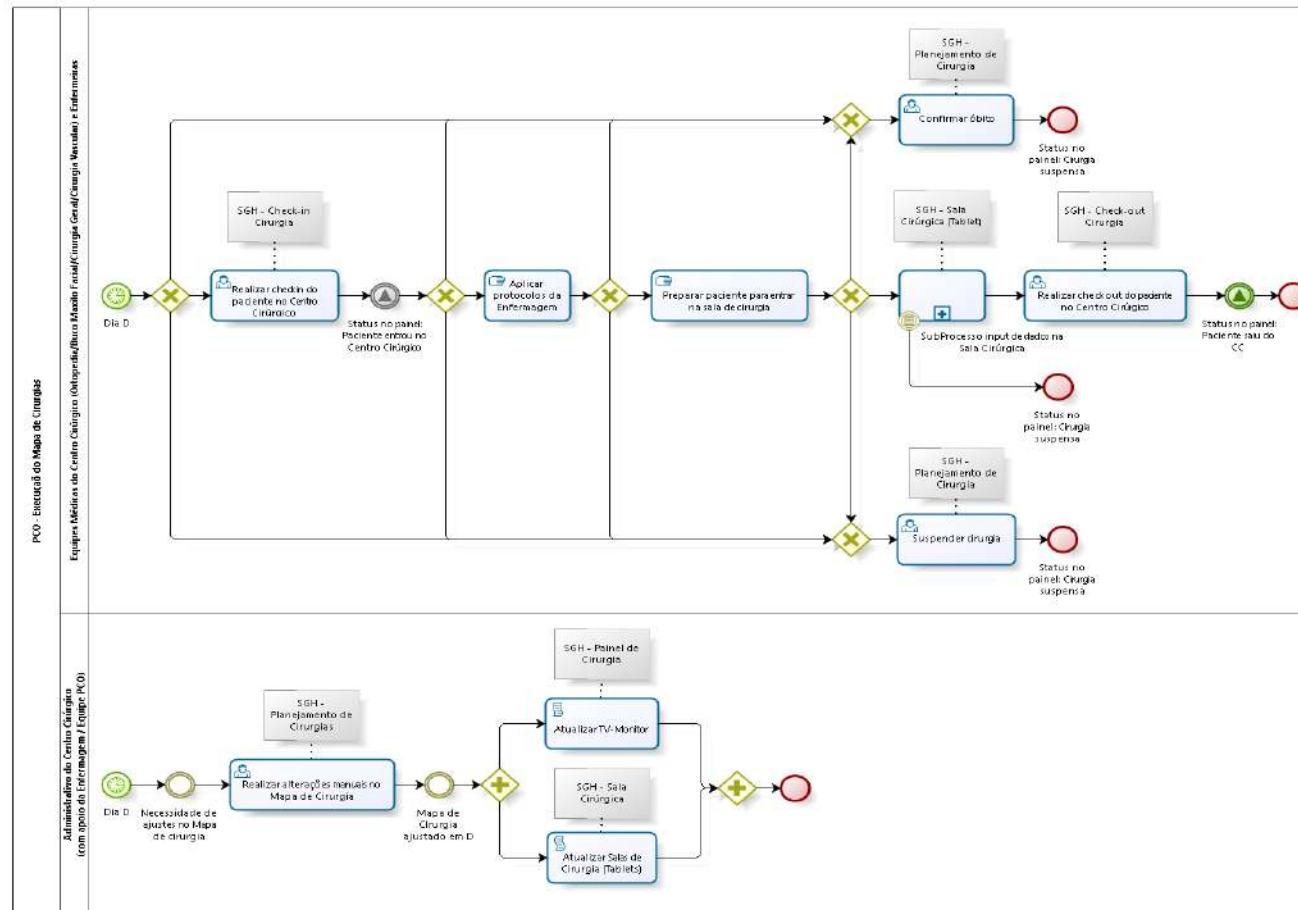 PCO - Execução do Mapa de Cirurgias
Equipes Médicas do Centro Cirúrgico (Ortopedia/Buco Maxilo Facial/Cirurgia Geral/Cirurgia Vascular) e Enfermeiras
SGH -
Planejamento de
Cirurgia
Confirmar óbito
Status no
painel: Cirurgia
suspensa
SGH - Check-in
Cirurgia
SGH - Sala
Cirúrgica (Tablet)
SGH - Check-out
Cirurgia
Dia D
Realizar checkin do
paciente no Centro
Cirúrgico
Status no painel:
Paciente entrou no
Centro Cirúrgico
Aplicar
protocolos da
Enfermagem
Preparar paciente para entrar
na sala de cirurgia
SubProcesso input de dados na
Sala Cirúrgica
Realizar check out do paciente
no Centro Cirúrgico
Status no painel:
Paciente saiu do
CC
Status no
painel: Cirurgia
suspensa
SGH -
Planejamento de
Cirurgia
Suspender cirurgia
Status no
painel: Cirurgia
suspensa
Administrativo do Centro Cirúrgico
(com apoio da Enfermagem / Equipe PCO)
SGH - Painel de
Cirurgia
Atualizar TV-Monitor
SGH -
Planejamento de
Cirurgias
Dia D
Necessidade de
ajustes no Mapa
de cirurgia
Realizar alterações manuais no
Mapa de Cirurgia
Mapa de
Cirurgia
ajustado em D
SGH - Sala
Cirúrgica
Atualizar Salas de
Cirurgia (Tablets)